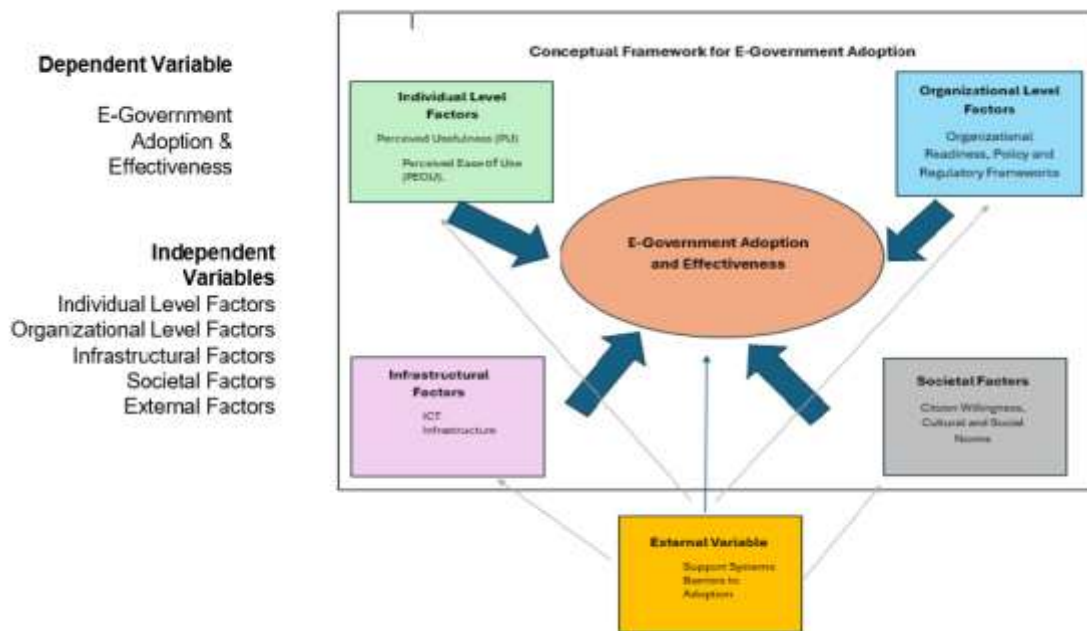 Dependent Variable
E-Government
Adoption &
Effectiveness
Independent
Variables
Individual Level Factors
Organizational Level Factors
Infrastructural Factors
Societal Factors
External Factors
Conceptual Framework for E-Government Adoption
Individual Level
Factors
Perceived Usefulness (PU)
Perceived Ease of Use
(PEOU).
Organizational Level
Factors
Organizational
Readiness, Policy and
Regulatory Frameworks
E-Government Adoption
and Effectiveness
Infrastructural
Factors
ICT
Infrastructure
Societal Factors
Citizen Willingness,
Cultural and Social
Norms
External Variable
Support Systems
Barriers to
Adoption